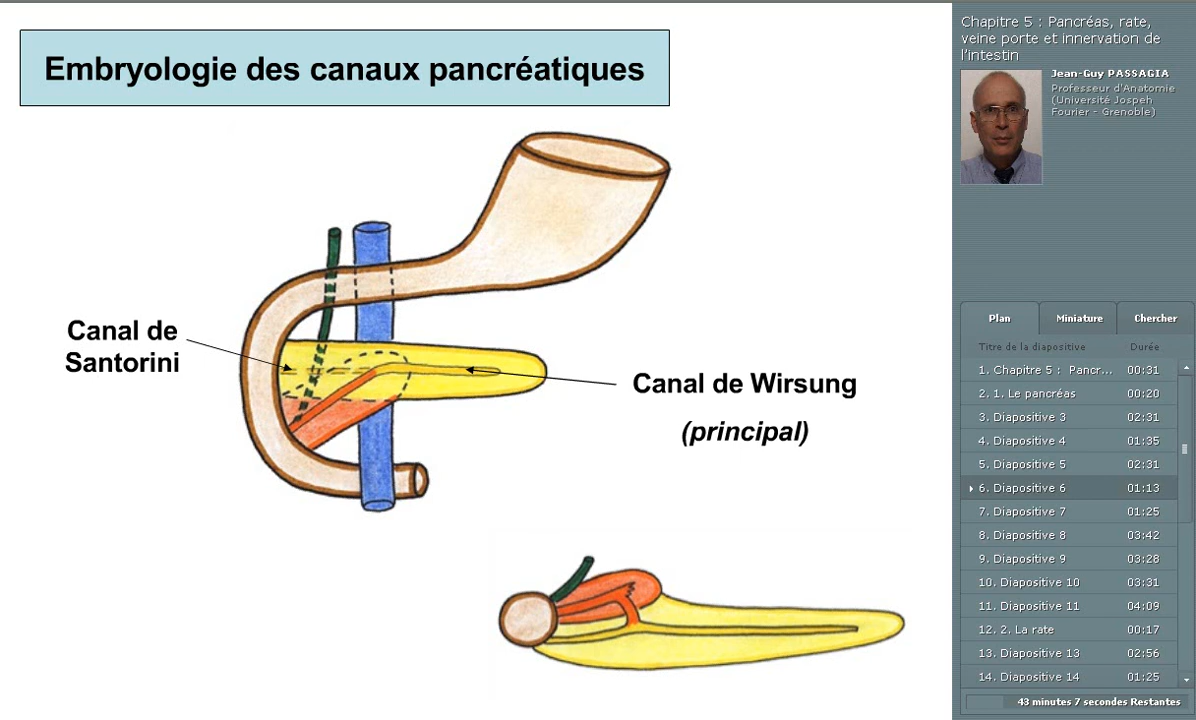 Embryologie des canaux pancréatiques
Canal de
Santorini
Canal de Wirsung
(principal)
Chapitre 5 : Pancréas, rate,
veine porte et innervation de
l'intestin
Jean-Guy PASSAGIA
Professeur d'Anatomie
(Université Jospeh
Fourier - Grenoble)
Plan Miniature Chercher
Titre de la diapositive Durée
1. Chapitre 5 : Pancr... 00:31
2. 1. Le pancréas 00:20
3. Diapositive 3 02:31
4. Diapositive 4 01:35
5. Diapositive 5 02:31
6. Diapositive 6 01:13
7. Diapositive 7 01:25
8. Diapositive 8 03:42
9. Diapositive 9 03:28
10. Diapositive 10 03:31
11. Diapositive 11 04:09
12. 2. La rate 00:17
13. Diapositive 13 02:56
14. Diapositive 14 01:25
43 minutes 7 secondes Restantes